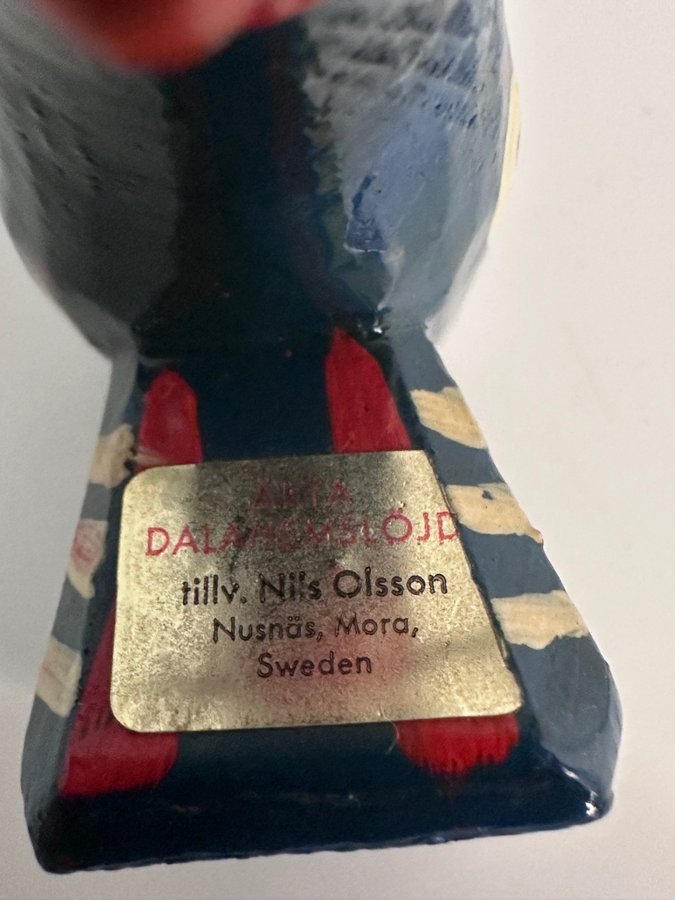 ÄKTA
DALAHEMSLÖJD
tillv. Nils Olsson
Nusnäs, Mora,
Sweden